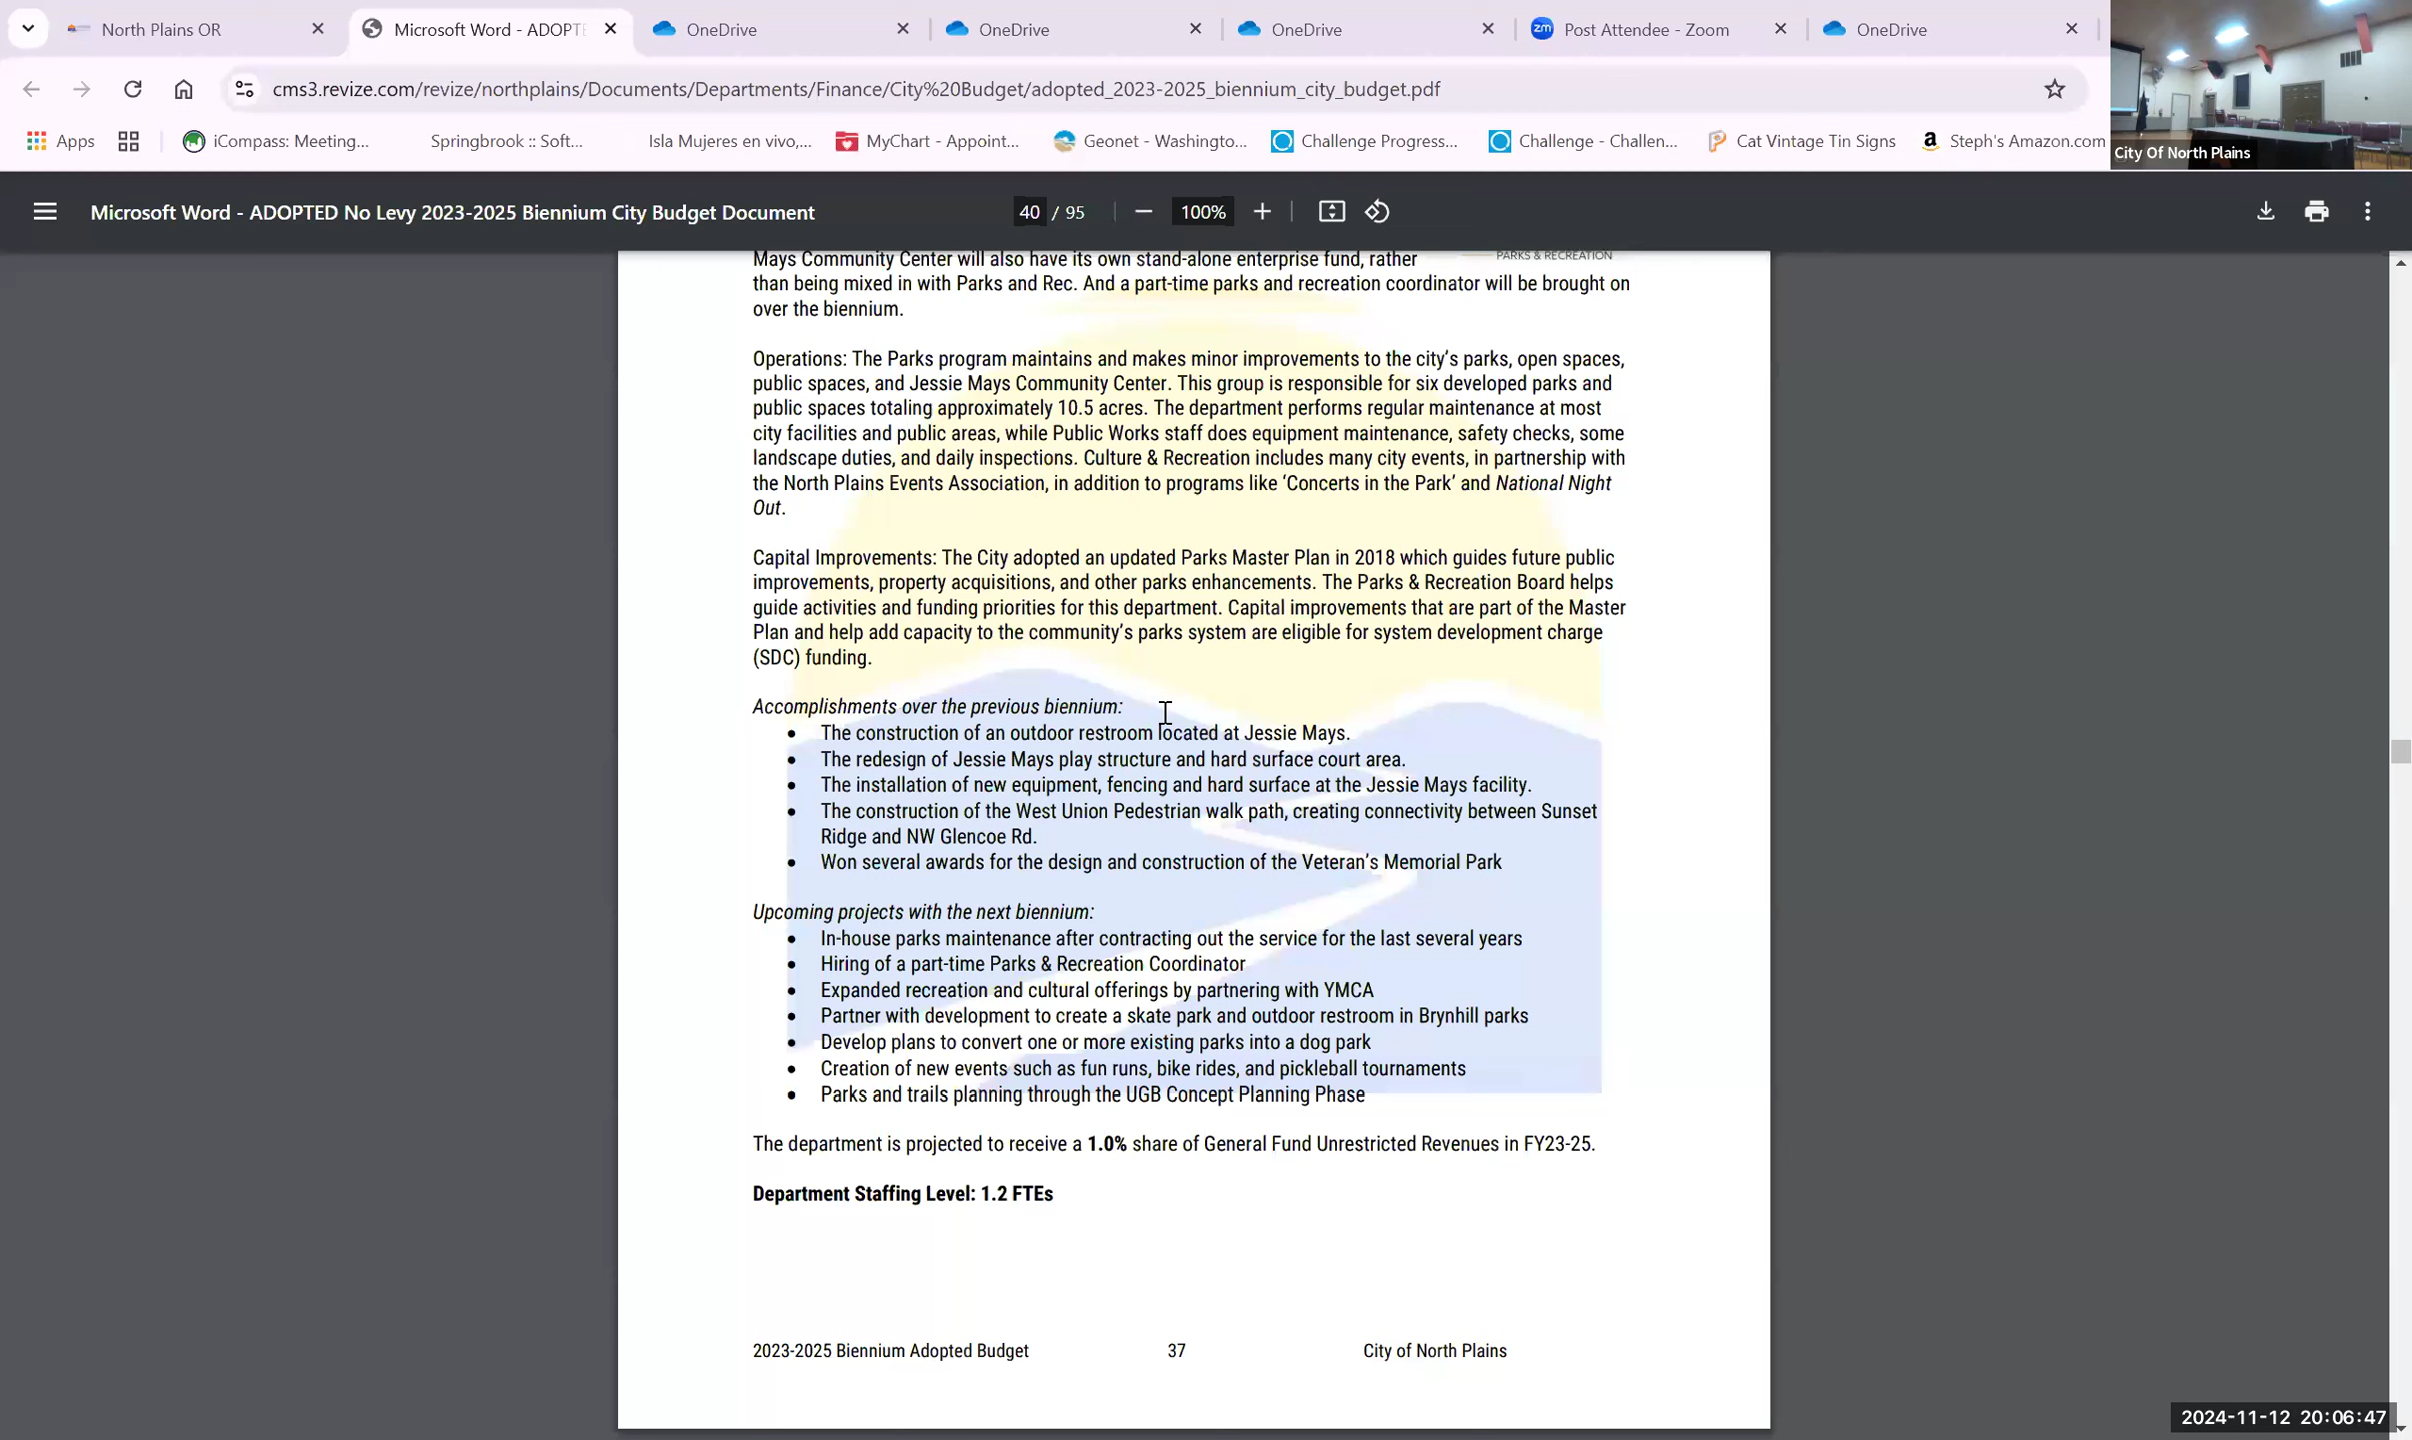 North Plains OR
Microsoft Word - ADOPT
OneDrive
OneDrive
OneDrive
Post Attendee - Zoom
OneDrive
cms3.revize.com/revize/northplains/Documents/Departments/Finance/City%20Budget/adopted_2023-2025_biennium_city_budget.pdf
Apps
iCompass: Meeting...
Springbrook :: Soft...
Isla Mujeres en vivo,...
MyChart - Appoint...
Geonet - Washingto...
Challenge Progress...
Challenge - Challen...
Cat Vintage Tin Signs
Steph's Amazon.com
City Of North Plains
Microsoft Word - ADOPTED No Levy 2023-2025 Biennium City Budget Document
40 / 95
100%
PARKS & RECREATION
Mays Community Center will also have its own stand-alone enterprise fund, rather
than being mixed in with Parks and Rec. And a part-time parks and recreation coordinator will be brought on
over the biennium.
Operations: The Parks program maintains and makes minor improvements to the city's parks, open spaces,
public spaces, and Jessie Mays Community Center. This group is responsible for six developed parks and
public spaces totaling approximately 10.5 acres. The department performs regular maintenance at most
city facilities and public areas, while Public Works staff does equipment maintenance, safety checks, some
landscape duties, and daily inspections. Culture & Recreation includes many city events, in partnership with
the North Plains Events Association, in addition to programs like 'Concerts in the Park' and National Night
Out.
Capital Improvements: The City adopted an updated Parks Master Plan in 2018 which guides future public
improvements, property acquisitions, and other parks enhancements. The Parks & Recreation Board helps
guide activities and funding priorities for this department. Capital improvements that are part of the Master
Plan and help add capacity to the community's parks system are eligible for system development charge
(SDC) funding.
Accomplishments over the previous biennium:
• The construction of an outdoor restroom located at Jessie Mays.
• The redesign of Jessie Mays play structure and hard surface court area.
• The installation of new equipment, fencing and hard surface at the Jessie Mays facility.
• The construction of the West Union Pedestrian walk path, creating connectivity between Sunset
Ridge and NW Glencoe Rd.
• Won several awards for the design and construction of the Veteran's Memorial Park
Upcoming projects with the next biennium:
• In-house parks maintenance after contracting out the service for the last several years
• Hiring of a part-time Parks & Recreation Coordinator
• Expanded recreation and cultural offerings by partnering with YMCA
• Partner with development to create a skate park and outdoor restroom in Brynhill parks
• Develop plans to convert one or more existing parks into a dog park
• Creation of new events such as fun runs, bike rides, and pickleball tournaments
• Parks and trails planning through the UGB Concept Planning Phase
The department is projected to receive a 1.0% share of General Fund Unrestricted Revenues in FY23-25.
Department Staffing Level: 1.2 FTEs
2023-2025 Biennium Adopted Budget 37 City of North Plains
2024-11-12 20:06:47